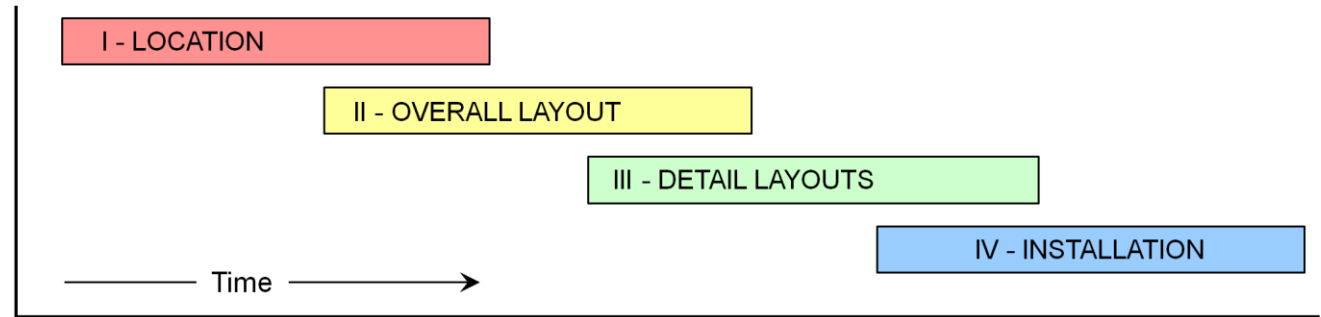 I - LOCATION
II - OVERALL LAYOUT
III - DETAIL LAYOUTS
IV - INSTALLATION
Time